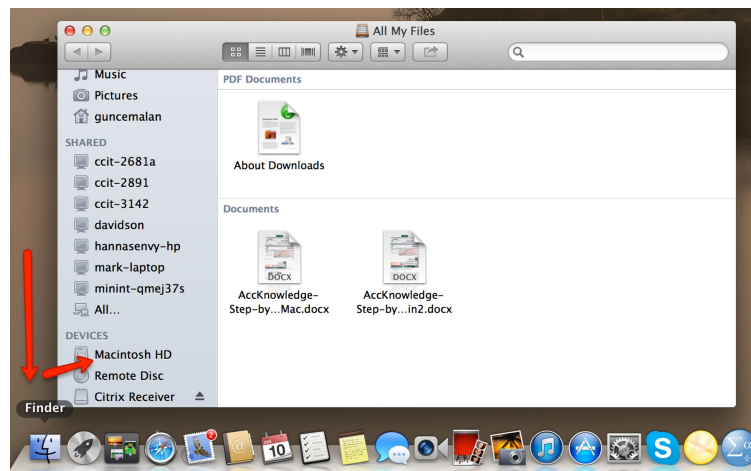 All My Files
Music
Pictures
guncemalan
SHARED
ccit-2681a
ccit-2891
ccit-3142
davidson
hannasenvy-hp
mark-laptop
minint-qmej37s
All...
DEVICES
Macintosh HD
Remote Disc
Citrix Receiver
PDF Documents
About Downloads
Documents
DOCX
DOCX
AccKnowledge-
Step-by...Mac.docx
AccKnowledge-
Step-by...in2.docx
Finder
10
S
Σα